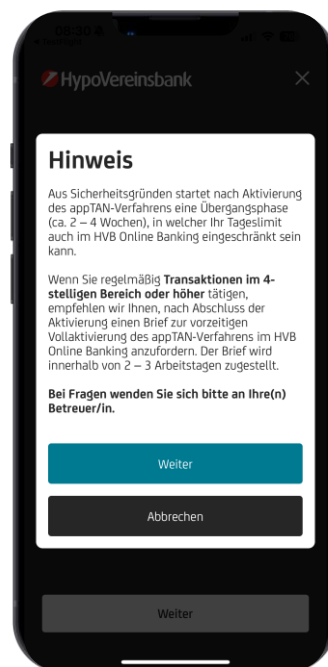 08:30
TestFlight
HypoVereinsbank
Hinweis
Aus Sicherheitsgründen startet nach Aktivierung
des appTAN-Verfahrens eine Übergangsphase
(ca. 2 – 4 Wochen), in welcher Ihr Tageslimit
auch im HVB Online Banking eingeschränkt sein
kann.
Wenn Sie regelmäßig Transaktionen im 4-
stelligen Bereich oder höher tätigen,
empfehlen wir Ihnen, nach Abschluss der
Aktivierung einen Brief zur vorzeitigen
Vollaktivierung des appTAN-Verfahrens im HVB
Online Banking anzufordern. Der Brief wird
innerhalb von 2 – 3 Arbeitstagen zugestellt.
Bei Fragen wenden Sie sich bitte an Ihre(n)
Betreuer/in.
Weiter
Abbrechen
Weiter